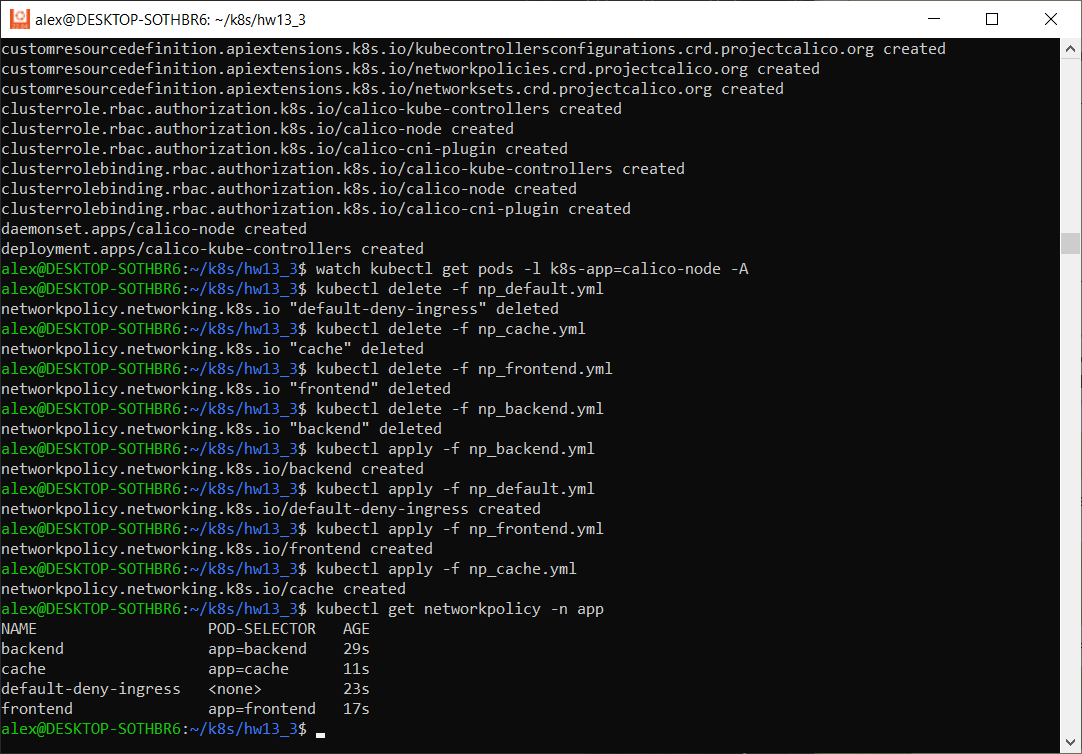 alex@DESKTOP-SOTHBR6: ~/k8s/hw13_3
customresourcedefinition.apiextensions.k8s.io/kubecontrollersconfigurations.crd.projectcalico.org created
customresourcedefinition.apiextensions.k8s.io/networkpolicies.crd.projectcalico.org created
customresourcedefinition.apiextensions.k8s.io/networksets.crd.projectcalico.org created
clusterrole.rbac.authorization.k8s.io/calico-kube-controllers created
clusterrole.rbac.authorization.k8s.io/calico-node created
clusterrole.rbac.authorization.k8s.io/calico-cni-plugin created
clusterrolebinding.rbac.authorization.k8s.io/calico-kube-controllers created
clusterrolebinding.rbac.authorization.k8s.io/calico-node created
clusterrolebinding.rbac.authorization.k8s.io/calico-cni-plugin created
daemonset.apps/calico-node created
deployment.apps/calico-kube-controllers created
alex@DESKTOP-SOTHBR6:~/k8s/hw13_3$ watch kubectl get pods -l k8s-app=calico-node -A
alex@DESKTOP-SOTHBR6:~/k8s/hw13_3$ kubectl delete -f np_default.yml
networkpolicy.networking.k8s.io "default-deny-ingress" deleted
alex@DESKTOP-SOTHBR6:~/k8s/hw13_3$ kubectl delete -f np_cache.yml
networkpolicy.networking.k8s.io "cache" deleted
alex@DESKTOP-SOTHBR6:~/k8s/hw13_3$ kubectl delete -f np_frontend.yml
networkpolicy.networking.k8s.io "frontend" deleted
alex@DESKTOP-SOTHBR6:~/k8s/hw13_3$ kubectl delete -f np_backend.yml
networkpolicy.networking.k8s.io "backend" deleted
alex@DESKTOP-SOTHBR6:~/k8s/hw13_3$ kubectl apply -f np_backend.yml
networkpolicy.networking.k8s.io/backend created
alex@DESKTOP-SOTHBR6:~/k8s/hw13_3$ kubectl apply -f np_default.yml
networkpolicy.networking.k8s.io/default-deny-ingress created
alex@DESKTOP-SOTHBR6:~/k8s/hw13_3$ kubectl apply -f np_frontend.yml
networkpolicy.networking.k8s.io/frontend created
alex@DESKTOP-SOTHBR6:~/k8s/hw13_3$ kubectl apply -f np_cache.yml
networkpolicy.networking.k8s.io/cache created
alex@DESKTOP-SOTHBR6:~/k8s/hw13_3$ kubectl get networkpolicy -n app
NAME                   POD-SELECTOR   AGE
backend                app=backend    29s
cache                  app=cache      11s
default-deny-ingress   <none>         23s
frontend               app=frontend   17s
alex@DESKTOP-SOTHBR6:~/k8s/hw13_3$